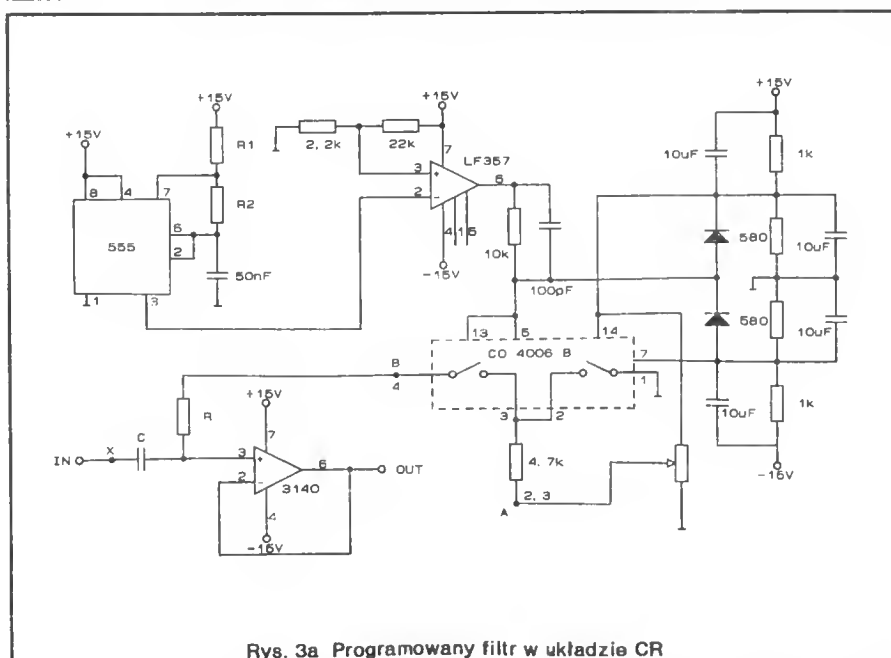 +15V
+15V
+15V
+15V
R1
2, 2k
22k
7
LF357
10uF
1k
8
4
7
3
+
6
2
-
R2
6
555
2
4
1
5
10k
580
10uF
50nF
-15V
100pF
1
3
13
5
14
580
10uF
CO 4006 B
B
7
4
1
+15V
3
2
10uF
1k
R
C
7
IN
X
3
+
6
OUT
4. 7k
-15V
2
-
3140
4
2, 3
A
-15V
Rys. 3a Programowany filtr w układzie CR